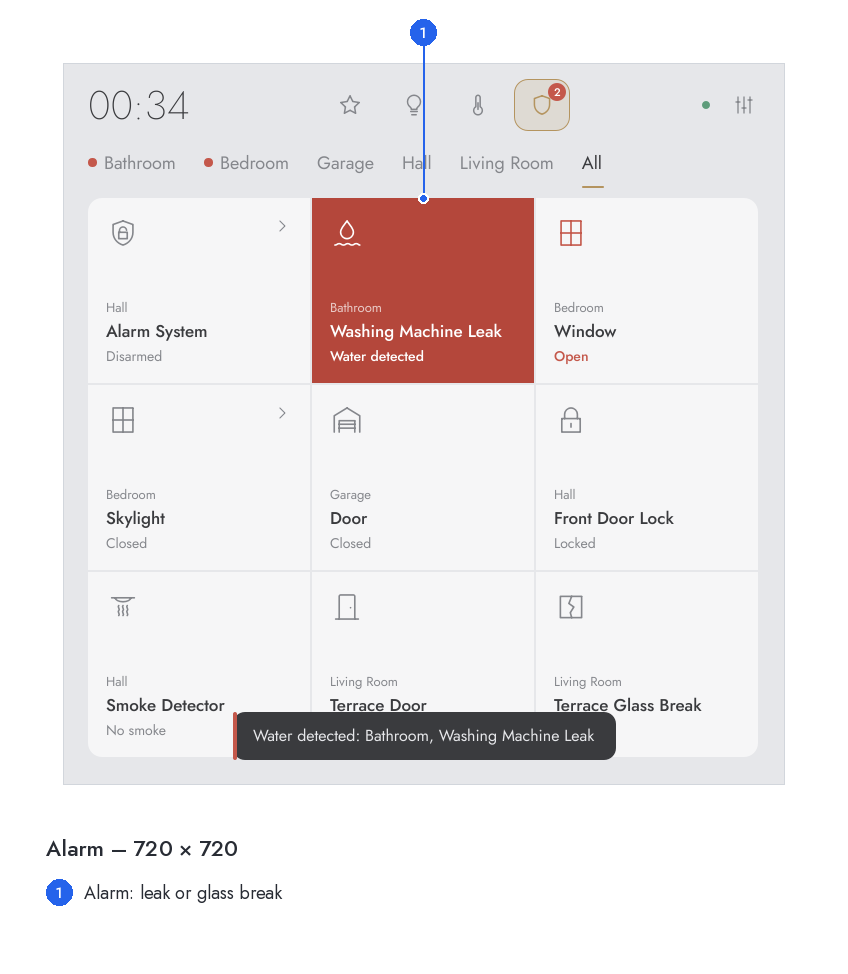 1
00:34
2
Bathroom Bedroom Garage Hall Living Room All
Hall
Alarm System
Disarmed
Bathroom
Washing Machine Leak
Water detected
Bedroom
Window
Open
Bedroom
Skylight
Closed
Garage
Door
Closed
Hall
Front Door Lock
Locked
Hall
Smoke Detector
No smoke
Living Room
Terrace Door
Living Room
Terrace Glass Break
Water detected: Bathroom, Washing Machine Leak
Alarm – 720 × 720
1 Alarm: leak or glass break